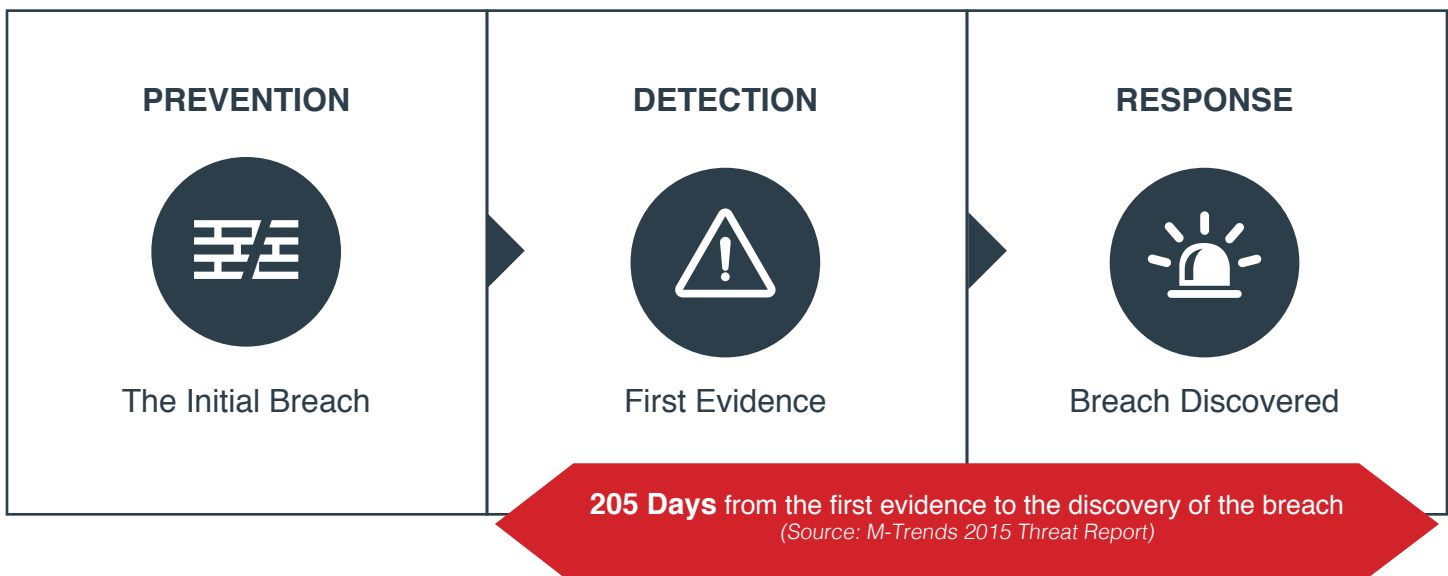 PREVENTION
The Initial Breach
DETECTION
First Evidence
RESPONSE
Breach Discovered
205 Days from the first evidence to the discovery of the breach
(Source: M-Trends 2015 Threat Report)